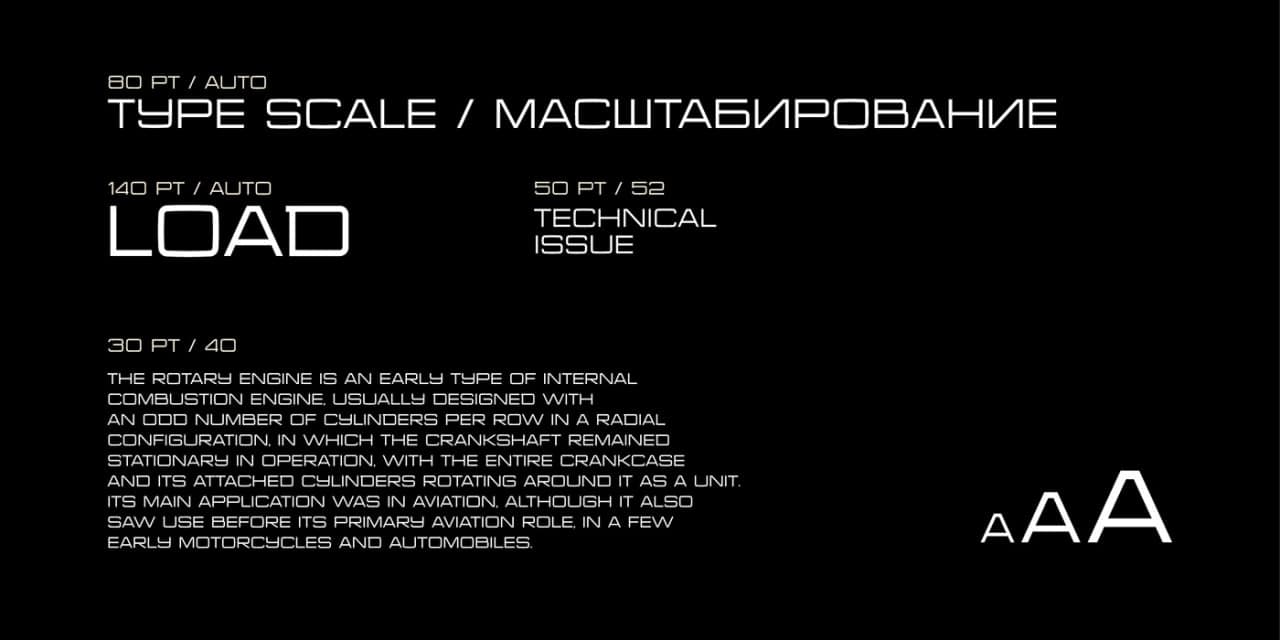 80 PT / AUTO
TYPE SCALE / МАСШТАБИРОВАНИЕ
140 PT / AUTO
LOAD
50 PT / 52
TECHNICAL
ISSUE
30 PT / 40
THE ROTARY ENGINE IS AN EARLY TYPE OF INTERNAL
COMBUSTION ENGINE, USUALLY DESIGNED WITH
AN ODD NUMBER OF CYLINDERS PER ROW IN A RADIAL
CONFIGURATION, IN WHICH THE CRANKSHAFT REMAINED
STATIONARY IN OPERATION, WITH THE ENTIRE CRANKCASE
AND ITS ATTACHED CYLINDERS ROTATING AROUND IT AS A UNIT.
ITS MAIN APPLICATION WAS IN AVIATION, ALTHOUGH IT ALSO
SAW USE BEFORE ITS PRIMARY AVIATION ROLE, IN A FEW
EARLY MOTORCYCLES AND AUTOMOBILES.
A A A